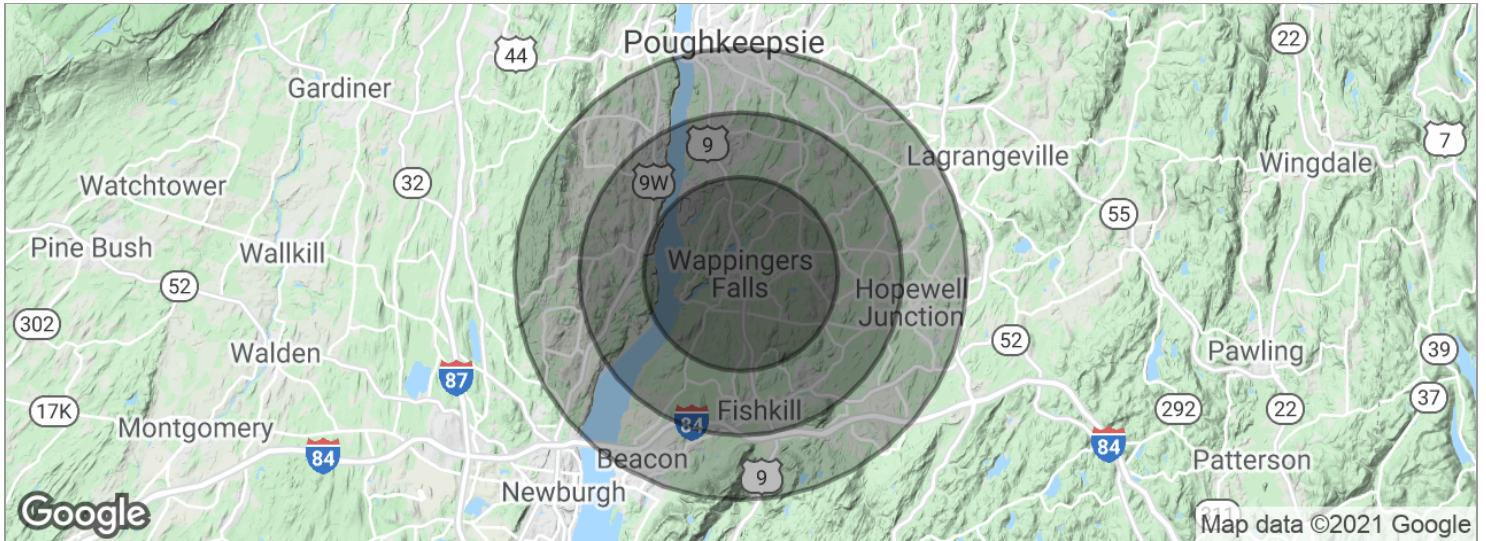 Poughkeepsie
22
44
Gardiner
9
7
Lagrangeville
Wingdale
9W
32
Watchtower
55
Pine Bush
Wallkill
Wappingers
Falls
52
Hopewell
Junction
302
52
Walden
Pawling
39
87
292
22
37
17K
Fishkill
84
Montgomery
84
84
Beacon
Patterson
9
Newburgh
311
Google
Map data ©2021 Google